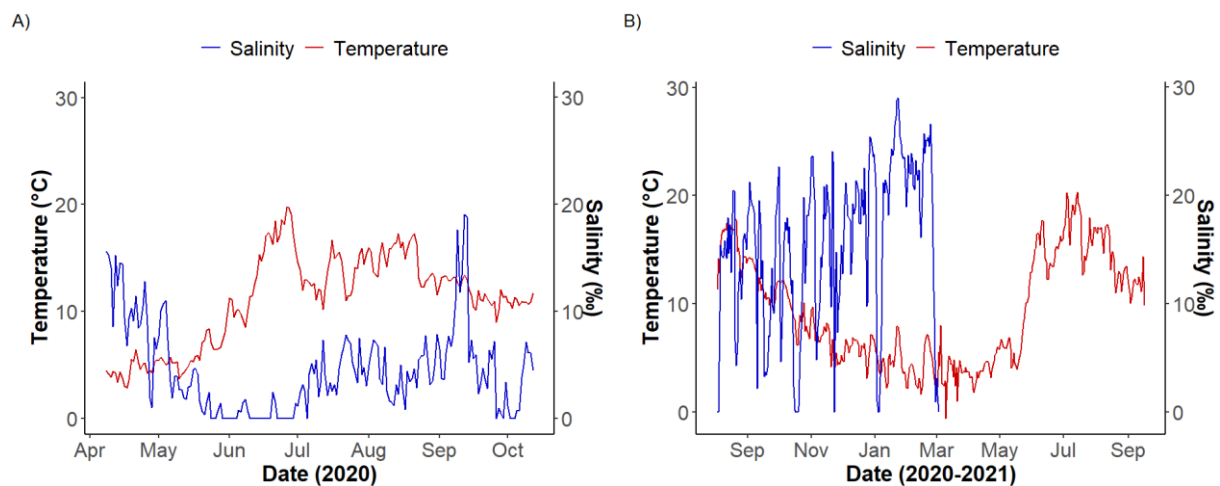 A)
Salinity Temperature
Temperature (°C)
30
20
10
0
30
20
10
0
Salinity (‰)
Apr May Jun Jul Aug Sep Oct
Date (2020)
B)
Salinity Temperature
Temperature (°C)
30
20
10
0
30
20
10
0
Salinity (‰)
Sep Nov Jan Mar May Jul Sep
Date (2020-2021)